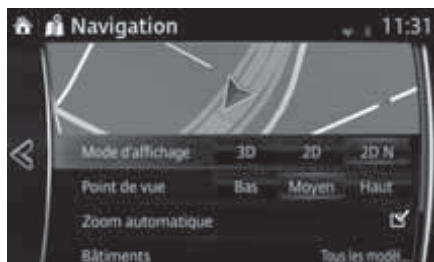 Navigation 11:31
Mode d'affichage 3D 2D 2D N
Point de vue Bas Moyen Haut
Zoom automatique
Bâtiments Tous les modèl...